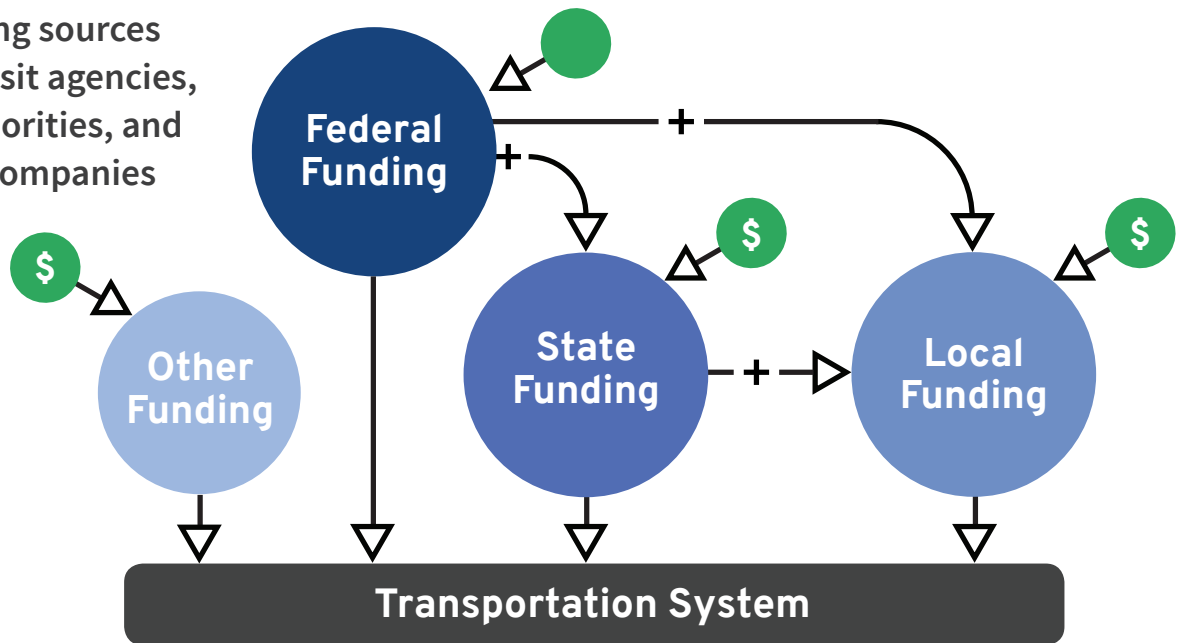 ng sources
sit agencies,
orities, and
ompanies
Federal
Funding
+
+
$
$
$
Other
Funding
State
Funding
+
Local
Funding
Transportation System